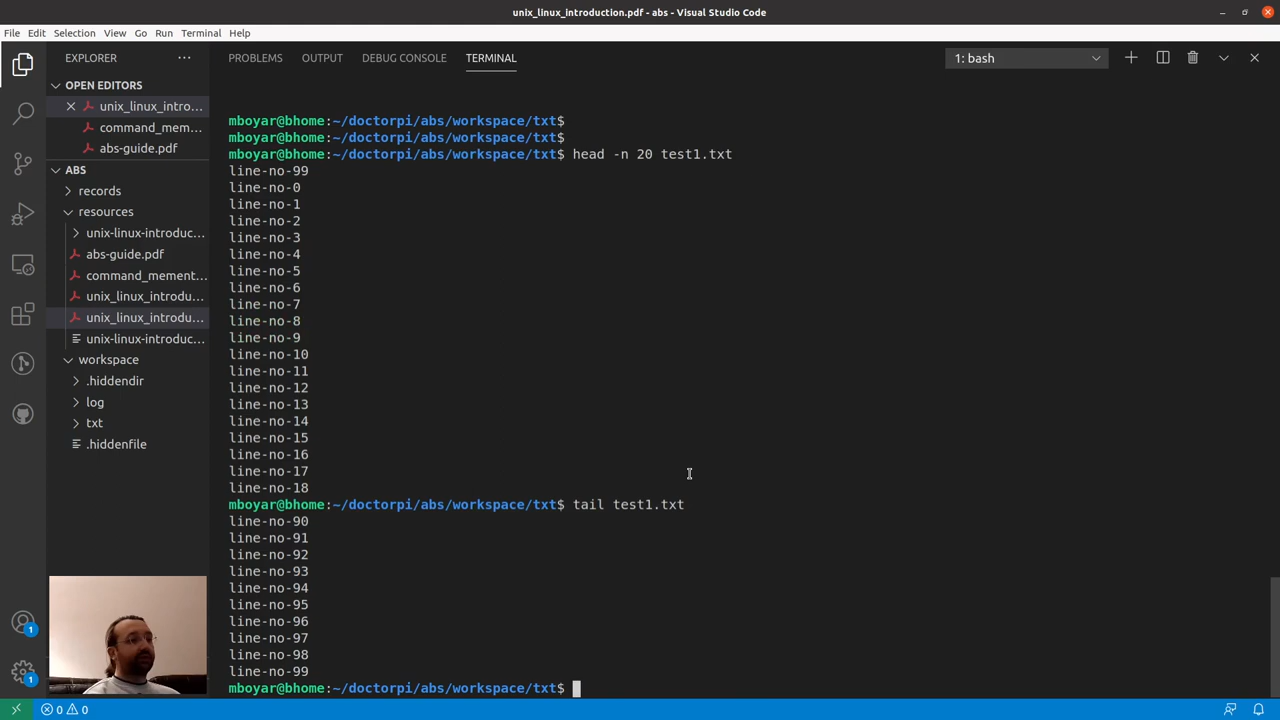 unix_linux_introduction.pdf - abs - Visual Studio Code
File Edit Selection View Go Run Terminal Help
EXPLORER ···
PROBLEMS OUTPUT DEBUG CONSOLE TERMINAL
1: bash
OPEN EDITORS
unix_linux_intro...
command_mem...
abs-guide.pdf
ABS
records
resources
unix-linux-introduc...
abs-guide.pdf
command_mement...
unix_linux_introdu...
unix_linux_introdu...
unix-linux-introduc...
workspace
.hiddendir
log
txt
.hiddenfile
mboyar@bhome:~/doctorpi/abs/workspace/txt$
mboyar@bhome:~/doctorpi/abs/workspace/txt$
mboyar@bhome:~/doctorpi/abs/workspace/txt$ head -n 20 test1.txt
line-no-99
line-no-0
line-no-1
line-no-2
line-no-3
line-no-4
line-no-5
line-no-6
line-no-7
line-no-8
line-no-9
line-no-10
line-no-11
line-no-12
line-no-13
line-no-14
line-no-15
line-no-16
line-no-17
line-no-18
mboyar@bhome:~/doctorpi/abs/workspace/txt$ tail test1.txt
line-no-90
line-no-91
line-no-92
line-no-93
line-no-94
line-no-95
line-no-96
line-no-97
line-no-98
line-no-99
mboyar@bhome:~/doctorpi/abs/workspace/txt$
1
1
0 0